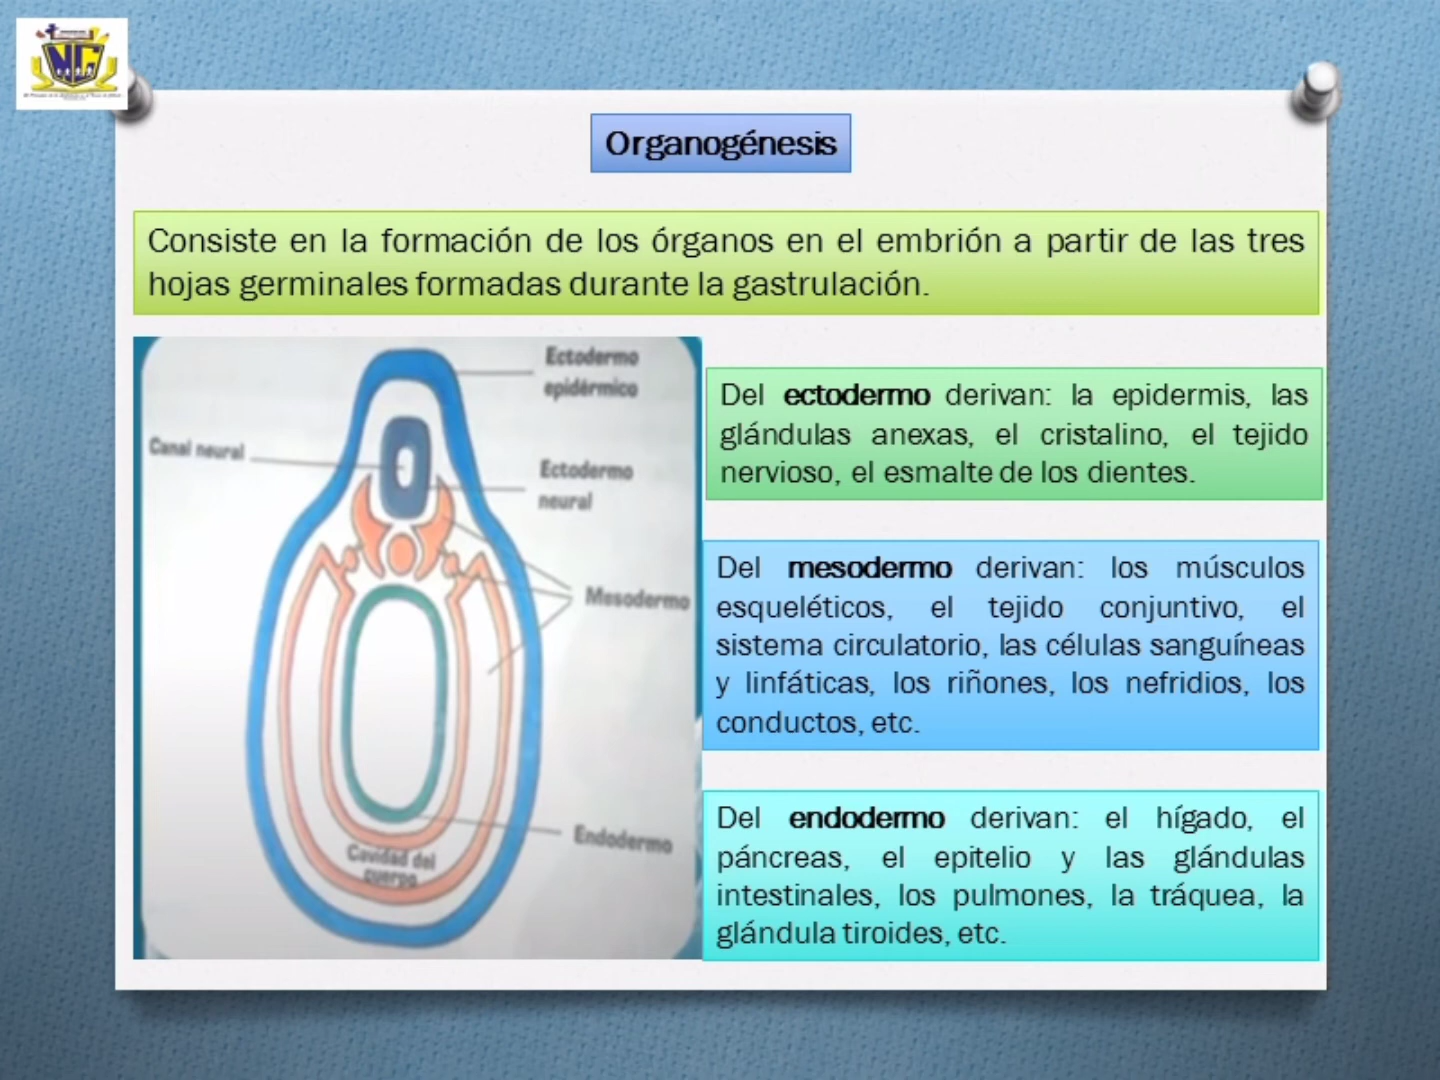 Organogénesis
Consiste en la formación de los órganos en el embrión a partir de las tres
hojas germinales formadas durante la gastrulación.
Ectodermo
epidérmico
Canal neural
Ectodermo
neural
Mesodermo
Endodermo
Cavidad del
cuerpo
Del ectodermo derivan: la epidermis, las
glándulas anexas, el cristalino, el tejido
nervioso, el esmalte de los dientes.
Del mesodermo derivan: los músculos
esqueléticos, el tejido conjuntivo, el
sistema circulatorio, las células sanguíneas
y linfáticas, los riñones, los nefridios, los
conductos, etc.
Del endodermo derivan: el hígado, el
páncreas, el epitelio y las glándulas
intestinales, los pulmones, la tráquea, la
glándula tiroides, etc.